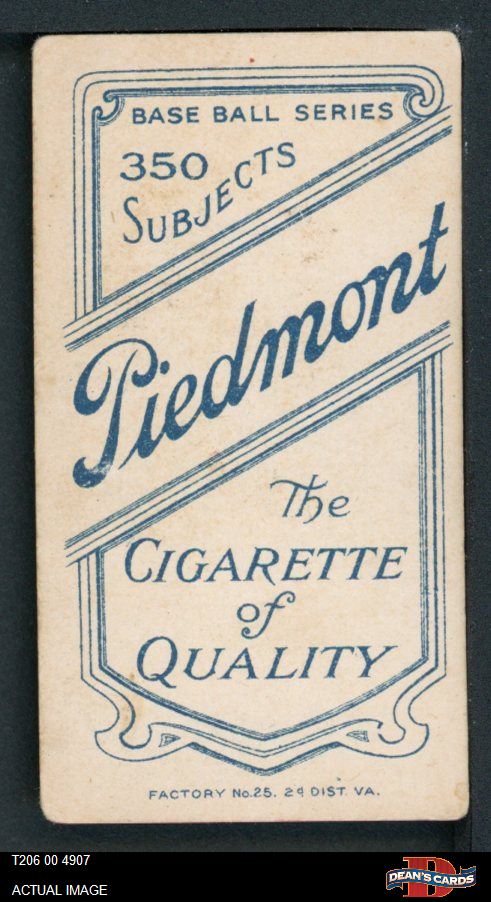 BASE BALL SERIES
350
SUBJECTS
Piedmont
The
CIGARETTE
of
QUALITY
FACTORY No. 25. 2d DIST. VA.
T206 00 4907
ACTUAL IMAGE
D
DEAN'S CARDS